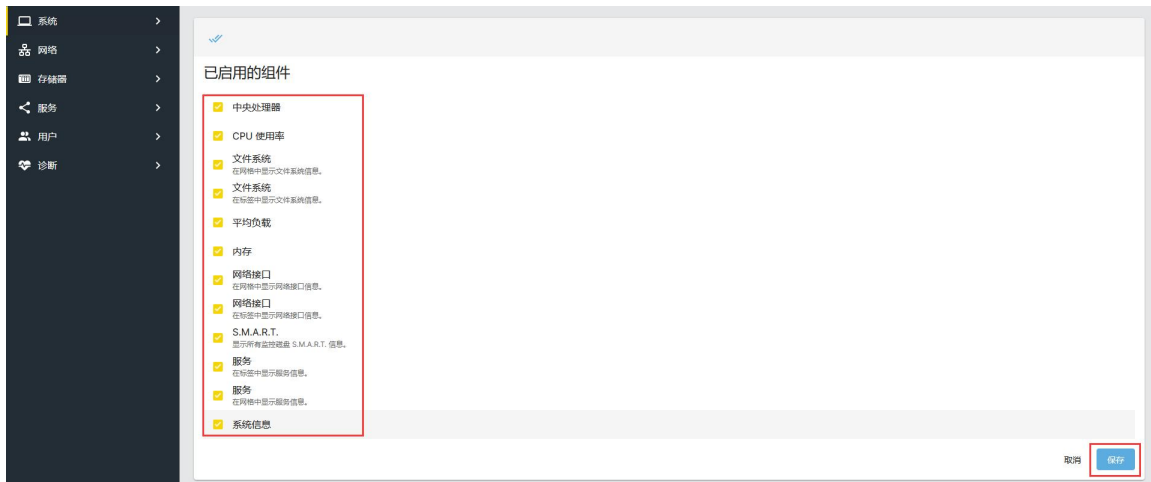 系统
网络
存储器
服务
用户
诊断
已启用的组件
中央处理器
CPU 使用率
文件系统
在网格中显示文件系统信息。
文件系统
在标签中显示文件系统信息。
平均负载
内存
网络接口
在网格中显示网络接口信息。
网络接口
在标签中显示网络接口信息。
S.M.A.R.T.
显示所有监控磁盘 S.M.A.R.T. 信息。
服务
在标签中显示服务信息。
服务
在网格中显示服务信息。
系统信息
取消
保存